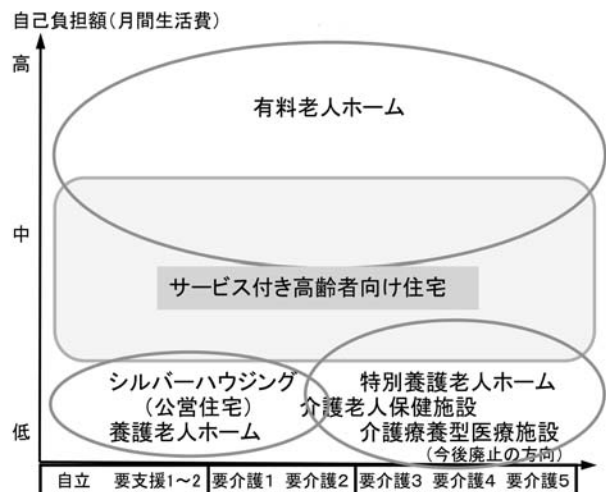 自己負担額(月間生活費)
高
有料老人ホーム
中
サービス付き高齢者向け住宅
シルバーハウジング
(公営住宅)
養護老人ホーム
特別養護老人ホーム
介護老人保健施設
介護療養型医療施設
(今後廃止の方向)
低
自立 要支援1~2 要介護1 要介護2 要介護3 要介護4 要介護5